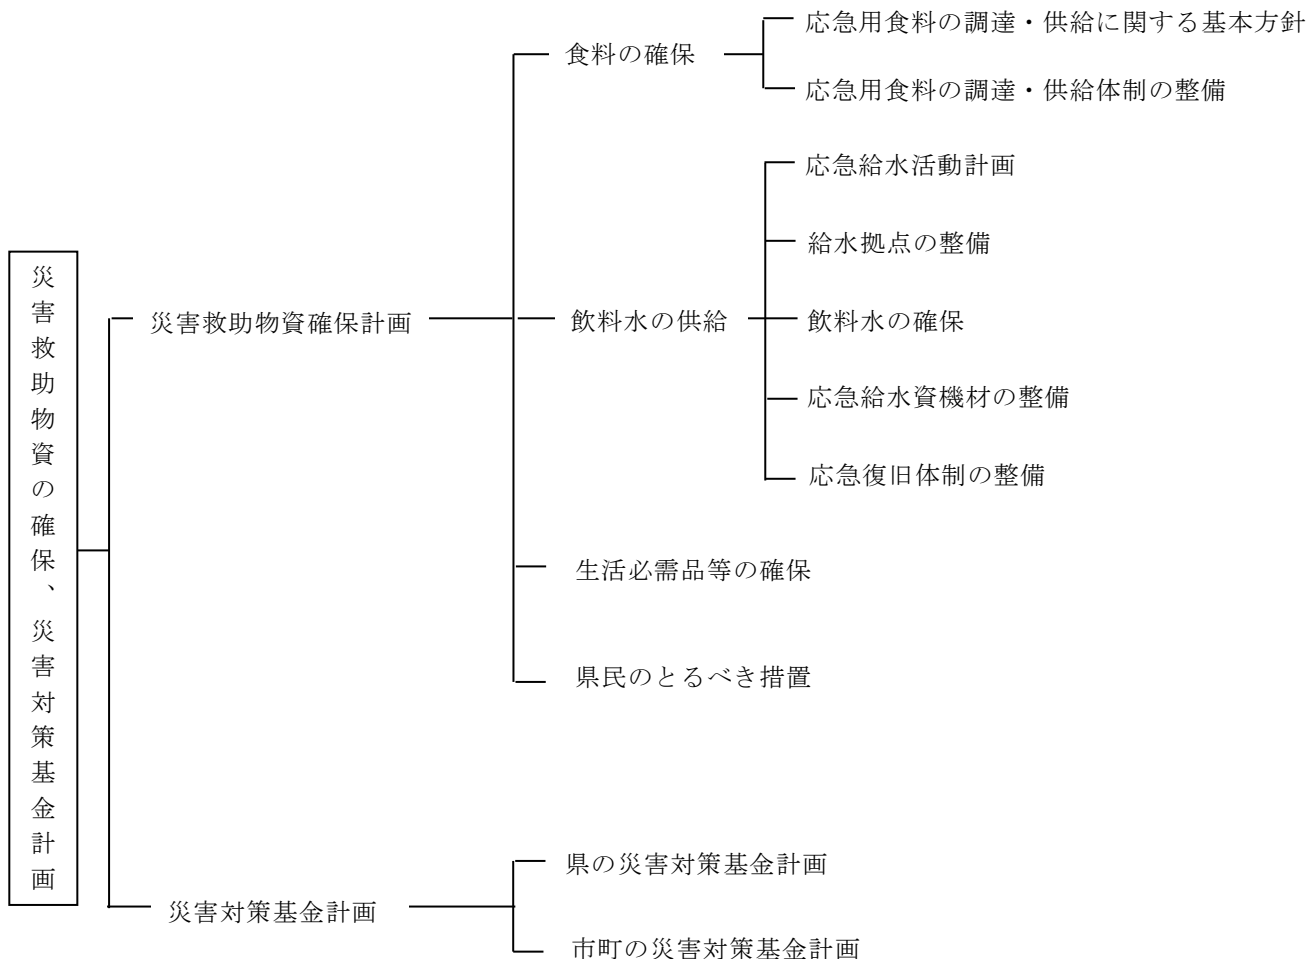 災害救助物資の確保、災害対策基金計画
災害救助物資確保計画
食料の確保
応急用食料の調達・供給に関する基本方針
応急用食料の調達・供給体制の整備
飲料水の供給
応急給水活動計画
給水拠点の整備
飲料水の確保
応急給水資機材の整備
応急復旧体制の整備
生活必需品等の確保
県民のとるべき措置
災害対策基金計画
県の災害対策基金計画
市町の災害対策基金計画